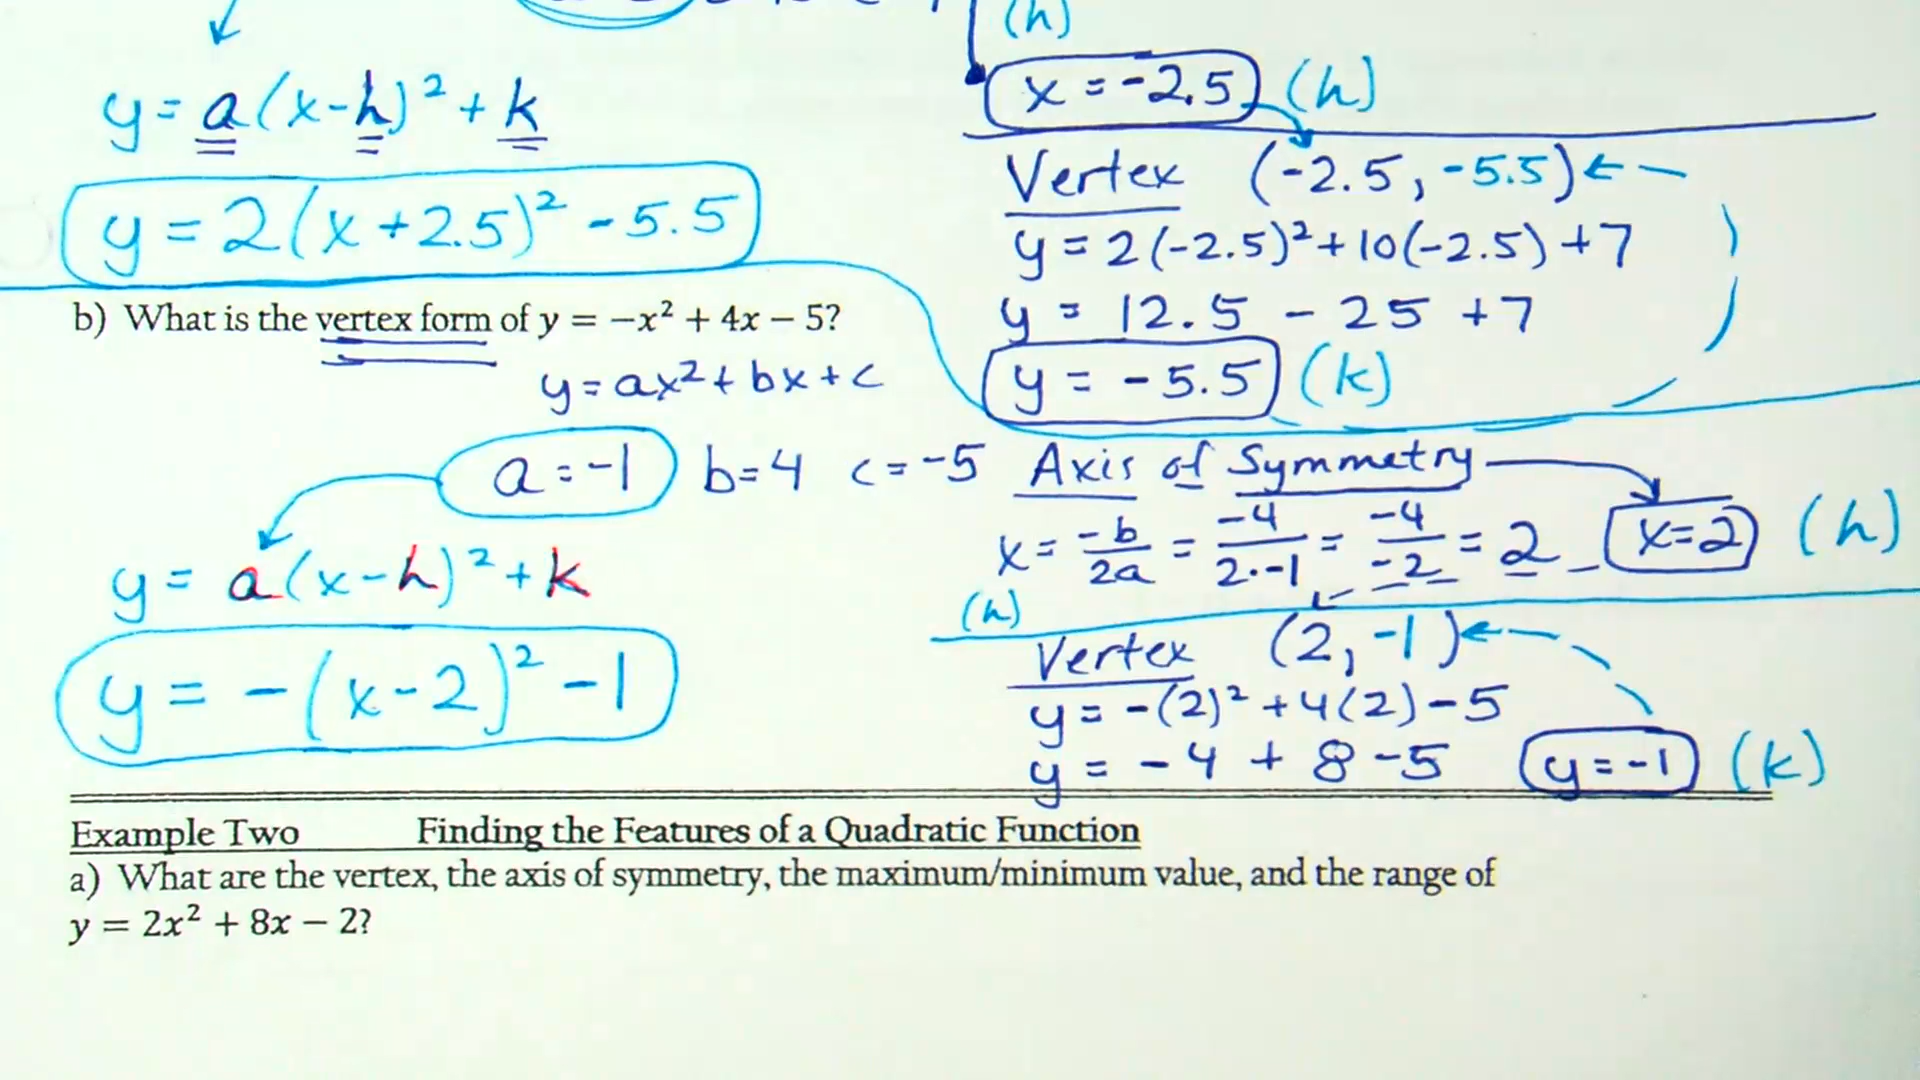 (h)
y = a(x-h)² + k
x = -2.5 (h)
y = 2(x+2.5)² - 5.5
Vertex (-2.5, -5.5)
y = 2(-2.5)² + 10(-2.5) + 7
y = 12.5 - 25 + 7
y = -5.5 (k)
b) What is the vertex form of y = −x² + 4x − 5?
y = ax² + bx + c
a = -1 b = 4 c = -5
y = a(x-h)² + k
y = -(x-2)² - 1
Axis of Symmetry
x = -b/2a = -4/2·-1 = -4/-2 = 2 x=2 (h)
(h)
Vertex (2, -1)
y = -(2)² + 4(2) - 5
y = -4 + 8 - 5 y = -1 (k)
Example Two Finding the Features of a Quadratic Function
a) What are the vertex, the axis of symmetry, the maximum/minimum value, and the range of
y = 2x² + 8x − 2?